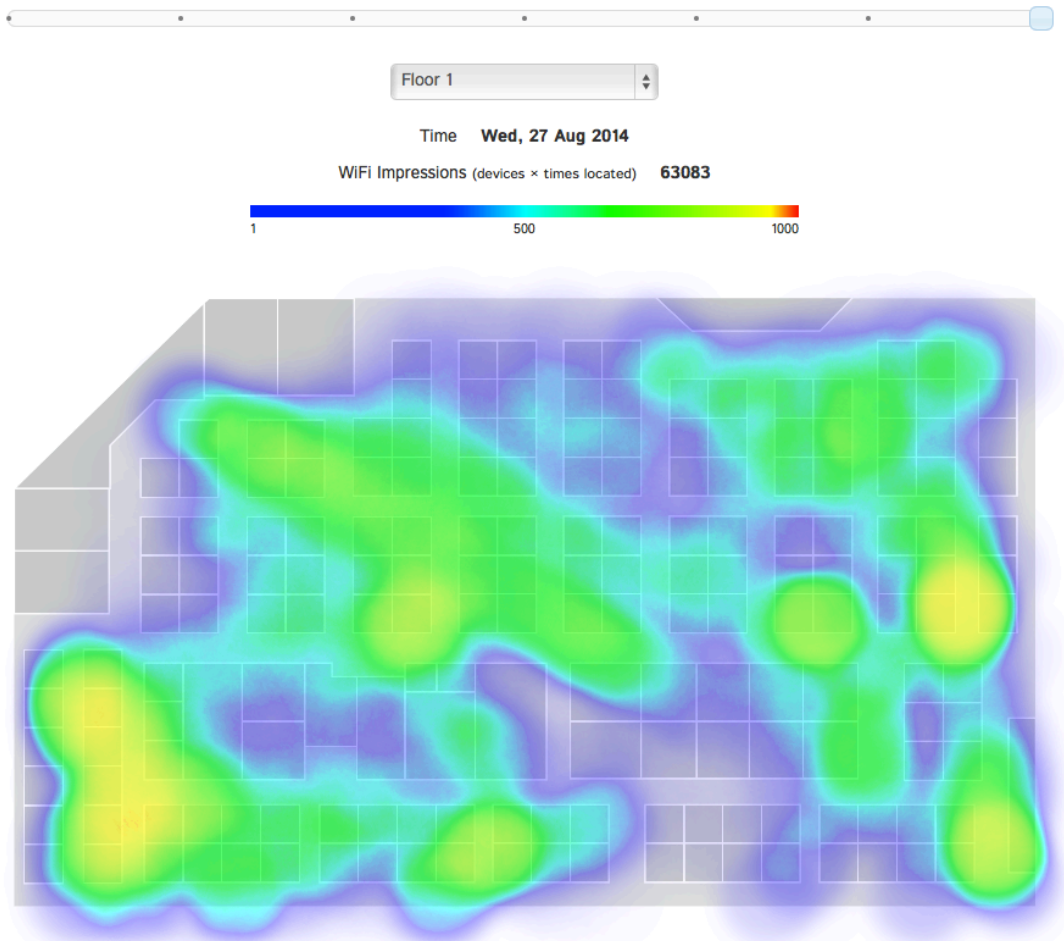 Floor 1
Time Wed, 27 Aug 2014
WiFi Impressions (devices × times located) 63083
1 500 1000